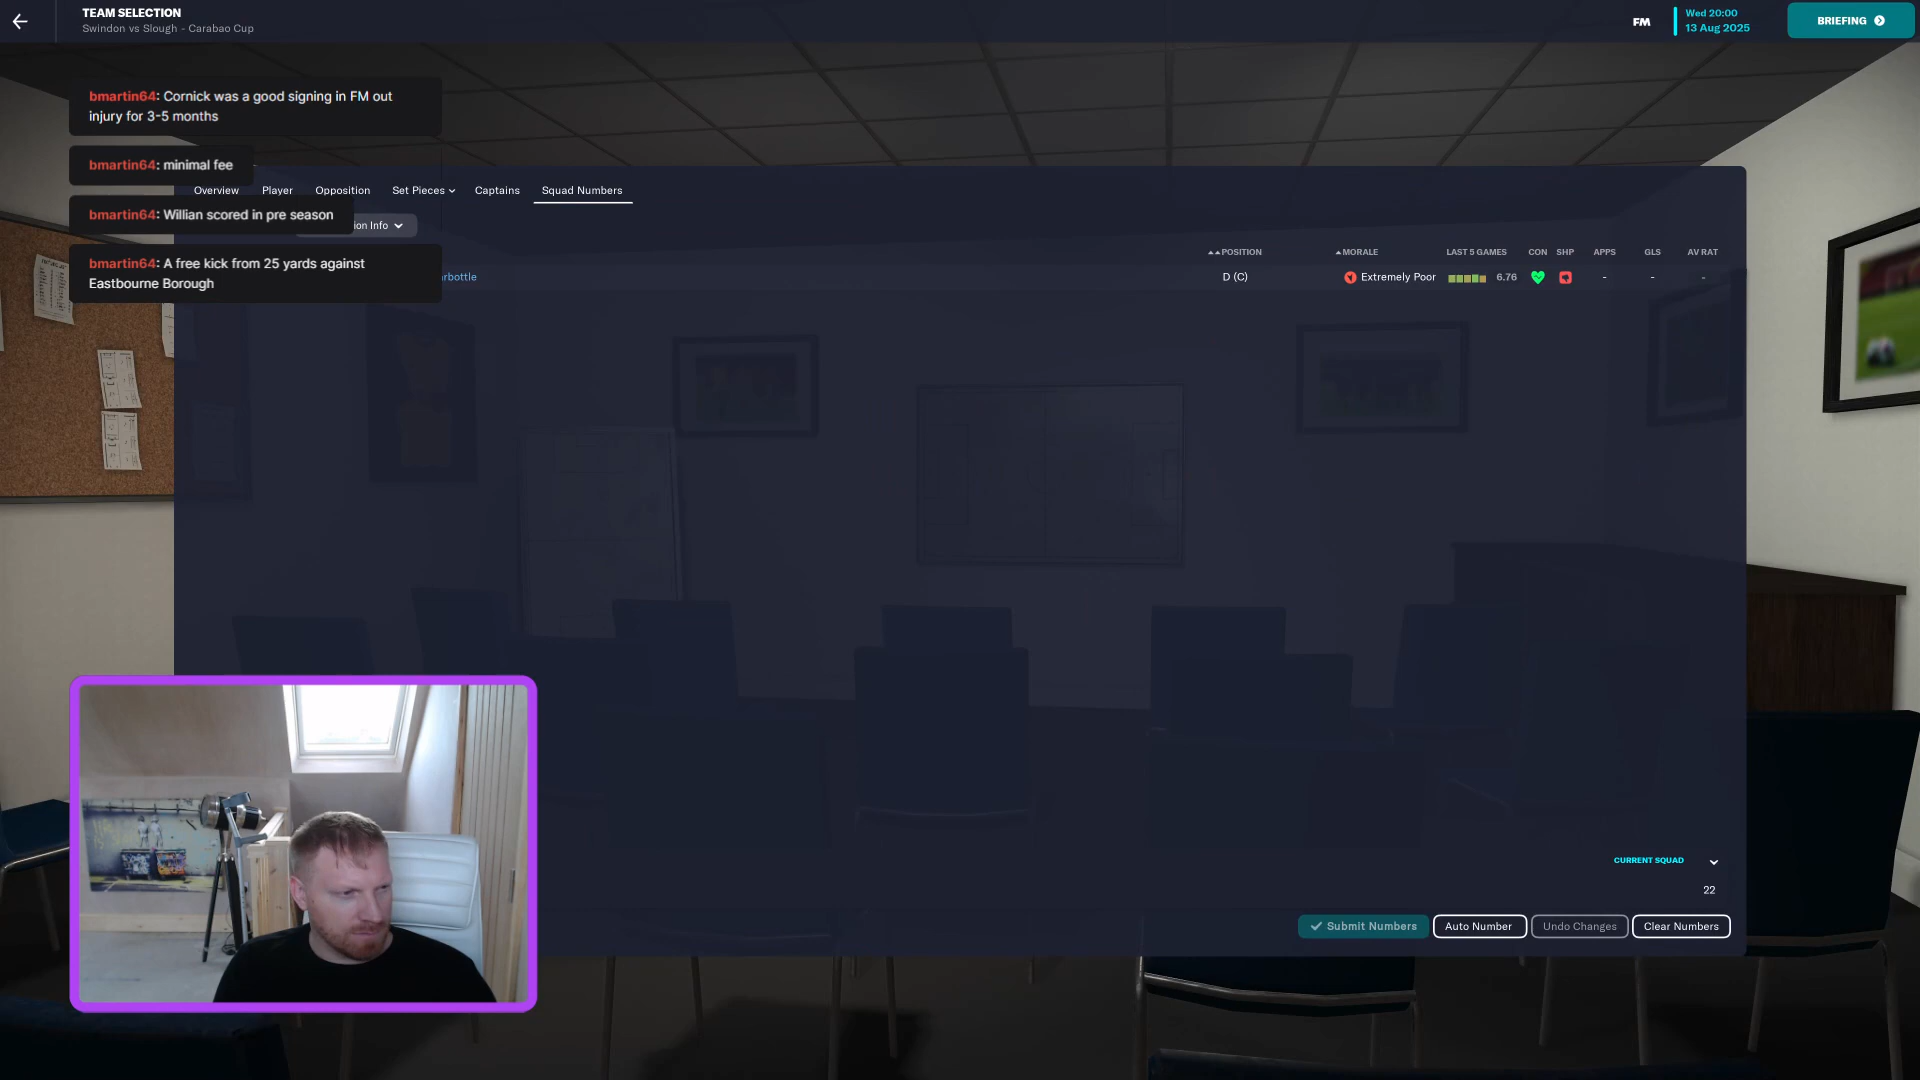 TEAM SELECTION
Swindon vs Slough - Carabao Cup
FM
Wed 20:00
13 Aug 2025
BRIEFING
bmartin64: Cornick was a good signing in FM out
injury for 3-5 months
bmartin64: minimal fee
Overview Player Opposition Set Pieces Captains Squad Numbers
bmartin64: Willian scored in pre season
ion Info
POSITION MORALE LAST 5 GAMES CON SHP APPS GLS AV RAT
bmartin64: A free kick from 25 yards against
Eastbourne Borough
rbottle D (C) Extremely Poor 6.76 - - -
CURRENT SQUAD
22
Submit Numbers Auto Number Undo Changes Clear Numbers